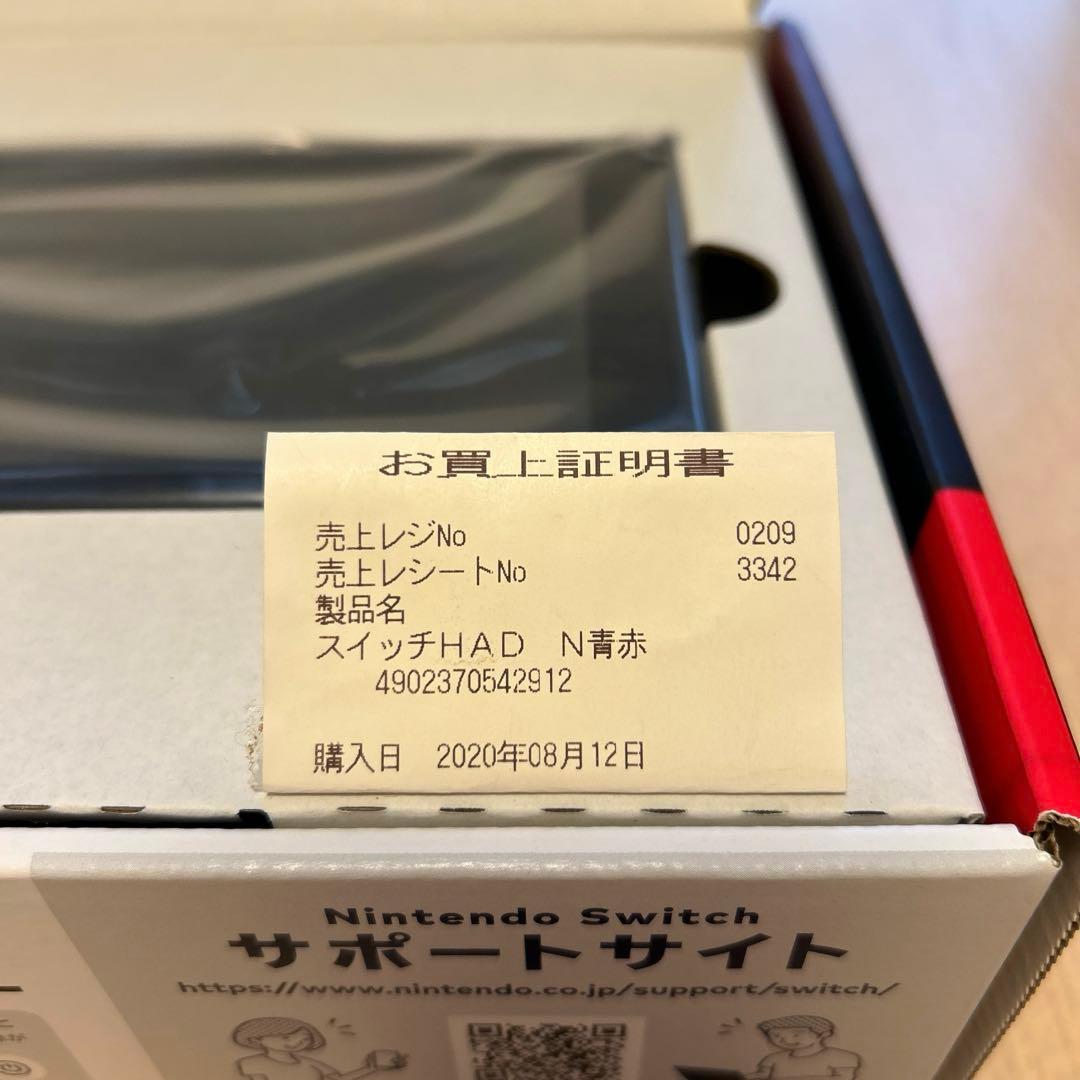 お買上証明書
売上レジNo 0209
売上レシートNo 3342
製品名
スイッチHAD　N青赤
4902370542912
購入日 2020年08月12日
Nintendo Switch
サポートサイト
https://www.nintendo.co.jp/support/switch/